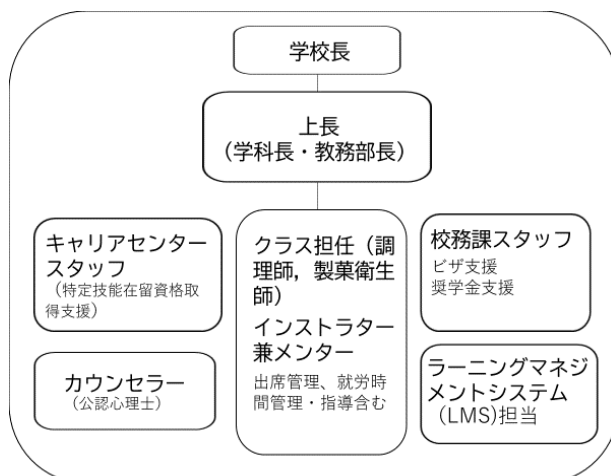 学校長
上長
(学科長・教務部長)
キャリアセンター
スタッフ
(特定技能在留資格取
得支援)
カウンセラー
(公認心理士)
クラス担任（調
理師，製菓衛生
師）
インストラター
兼メンター
出席管理、就労時
間管理・指導含む
校務課スタッフ
ビザ支援
奨学金支援
ラーニングマネジ
メントシステム
(LMS)担当